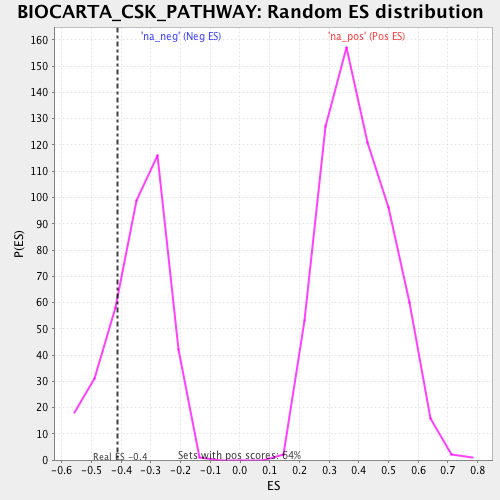 BIOCARTA_CSK_PATHWAY: Random ES distribution
'na_neg' (Neg ES)
'na_pos' (Pos ES)
160
150
140
130
120
110
100
90
80
70
60
50
40
30
20
10
0
P(ES)
Real ES -0.4
Sets with pos scores: 64%
-0.6 -0.5 -0.4 -0.3 -0.2 -0.1 0.0 0.1 0.2 0.3 0.4 0.5 0.6 0.7 0.8
ES